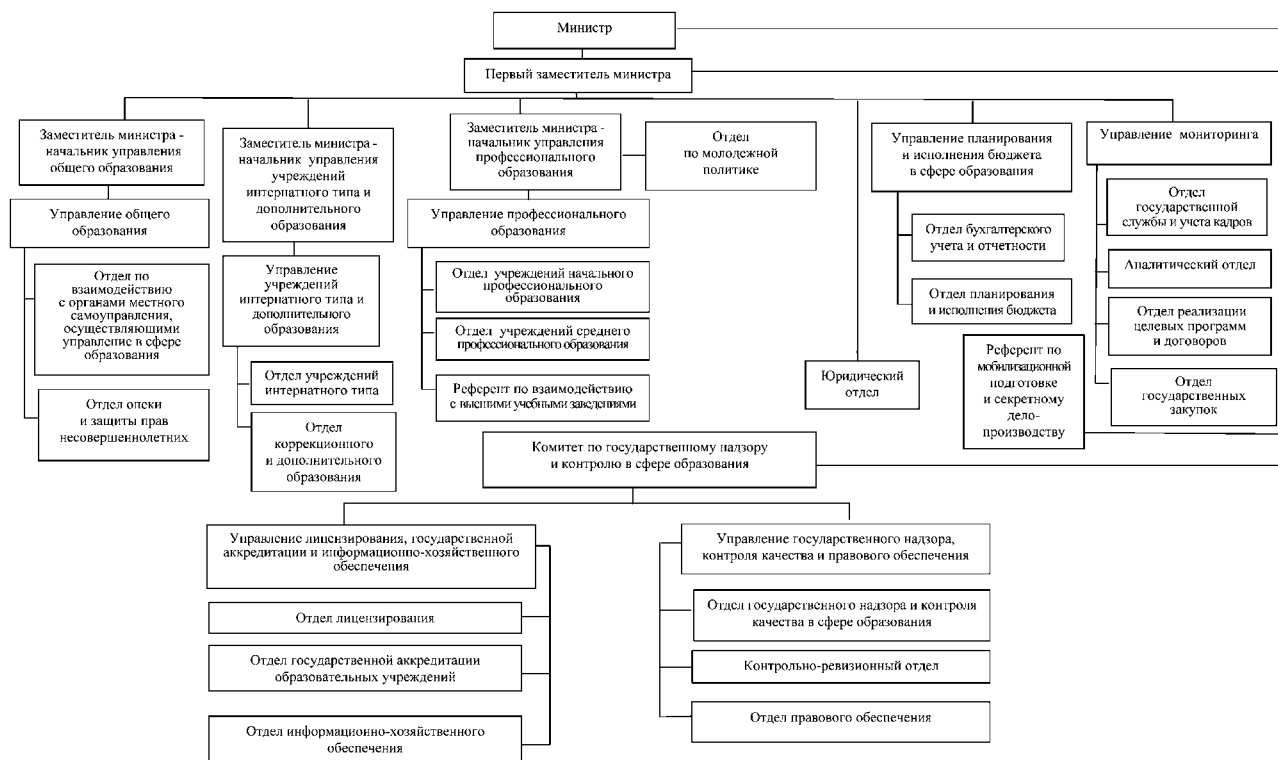 Министр
Первый заместитель министра
Заместитель министра -
начальник управления
общего образования
Заместитель министра -
начальник управления
учреждений
интернатного типа и
дополнительного
образования
Заместитель министра -
начальник управления
профессионального
образования
Отдел
по молодежной
политике
Управление планирования
и исполнения бюджета
в сфере образования
Управление мониторинга
Управление общего
образования
Отдел по
взаимодействию
с органами местного
самоуправления,
осуществляющими
управление в сфере
образования
Отдел опеки
и защиты прав
несовершеннолетних
Управление
учреждений
интернатного типа и
дополнительного
образования
Отдел учреждений
интернатного типа
Отдел
коррекционного
и дополнительного
образования
Управление профессионального
образования
Отдел учреждений начального
профессионального
образования
Отдел учреждений среднего
профессионального образования
Референт по взаимодействию
с высшими учебными заведениями
Юридический
отдел
Отдел бухгалтерского
учета и отчетности
Отдел планирования
и исполнения бюджета
Референт по
мобилизационной
подготовке
и секретному
дело-
производству
Отдел
государственной
службы и учета кадров
Аналитический отдел
Отдел реализации
целевых программ
и договоров
Отдел
государственных
закупок
Комитет по государственному надзору
и контролю в сфере образования
Управление лицензирования, государственной
аккредитации и информационно-хозяйственного
обеспечения
Отдел лицензирования
Отдел государственной аккредитации
образовательных учреждений
Отдел информационно-хозяйственного
обеспечения
Управление государственного надзора,
контроля качества и правового обеспечения
Отдел государственного надзора и контроля
качества в сфере образования
Контрольно-ревизионный отдел
Отдел правового обеспечения